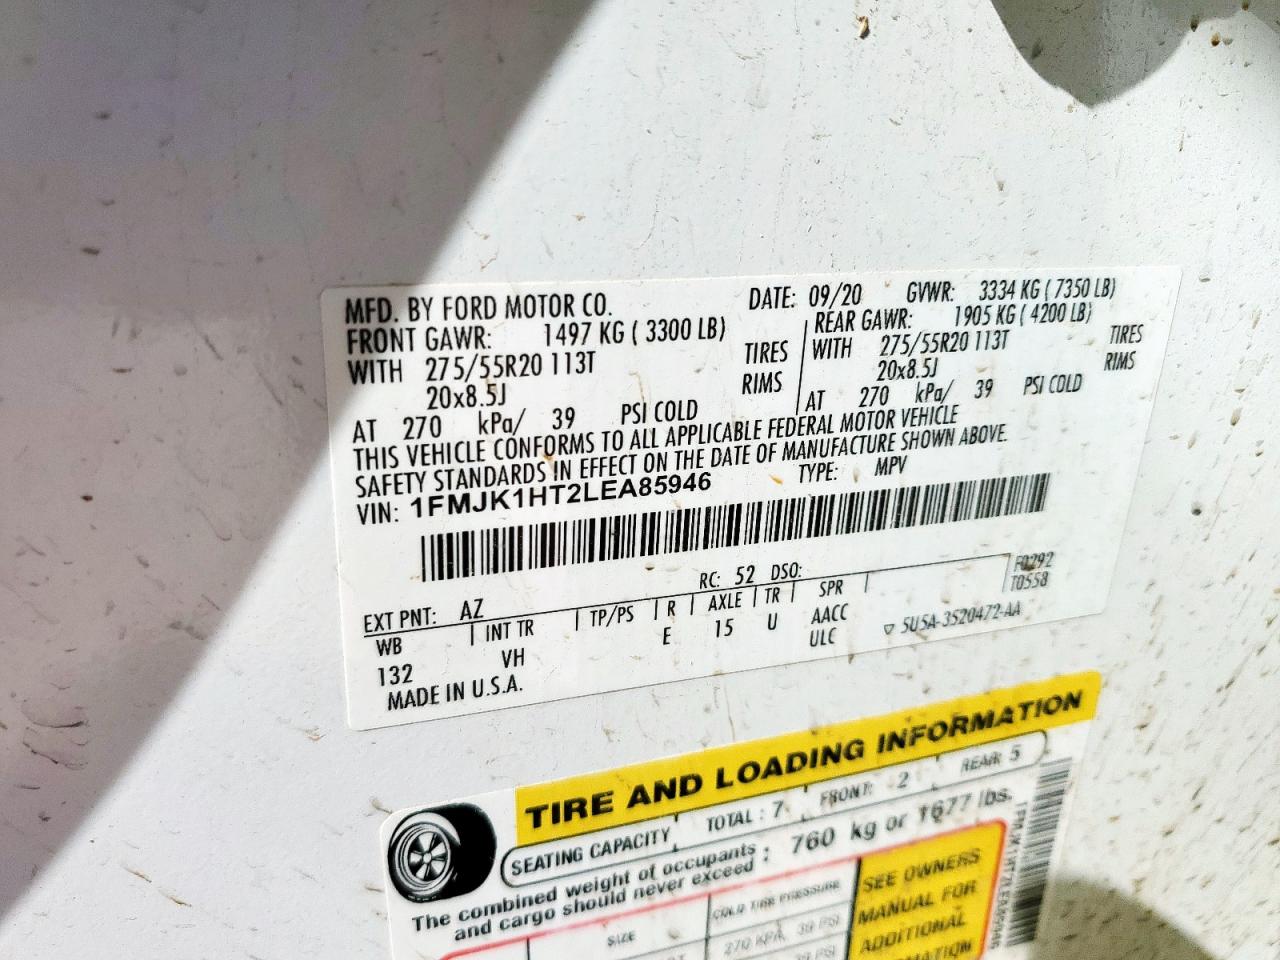 MFD. BY FORD MOTOR CO. DATE: 09/20 GVWR: 3334 KG ( 7350 LB)
FRONT GAWR: 1497 KG ( 3300 LB) REAR GAWR: 1905 KG ( 4200 LB)
WITH 275/55R20 113T TIRES WITH 275/55R20 113T TIRES
20x8.5J RIMS 20x8.5J RIMS
AT 270 kPa/ 39 PSI COLD AT 270 kPa/ 39 PSI COLD
THIS VEHICLE CONFORMS TO ALL APPLICABLE FEDERAL MOTOR VEHICLE
SAFETY STANDARDS IN EFFECT ON THE DATE OF MANUFACTURE SHOWN ABOVE.
VIN: 1FMJK1HT2LEA85946 TYPE: MPV
EXT PNT: AZ RC: 52 DSO: F0292
WB INT TR TP/PS R AXLE TR SPR T0558
132 VH E 15 U AACC
ULC
MADE IN U.S.A. ▽ 5U5A-3520472-AA
TIRE AND LOADING INFORMATION
SEATING CAPACITY TOTAL : 7 FRONT: 2 REAR: 5
The combined weight of occupants : 760 kg or 1677 lbs.
and cargo should never exceed
SIZE COLD TIRE PRESSURE
270 KPA, 39 PSI
39 PSI
SEE OWNERS
MANUAL FOR
ADDITIONAL